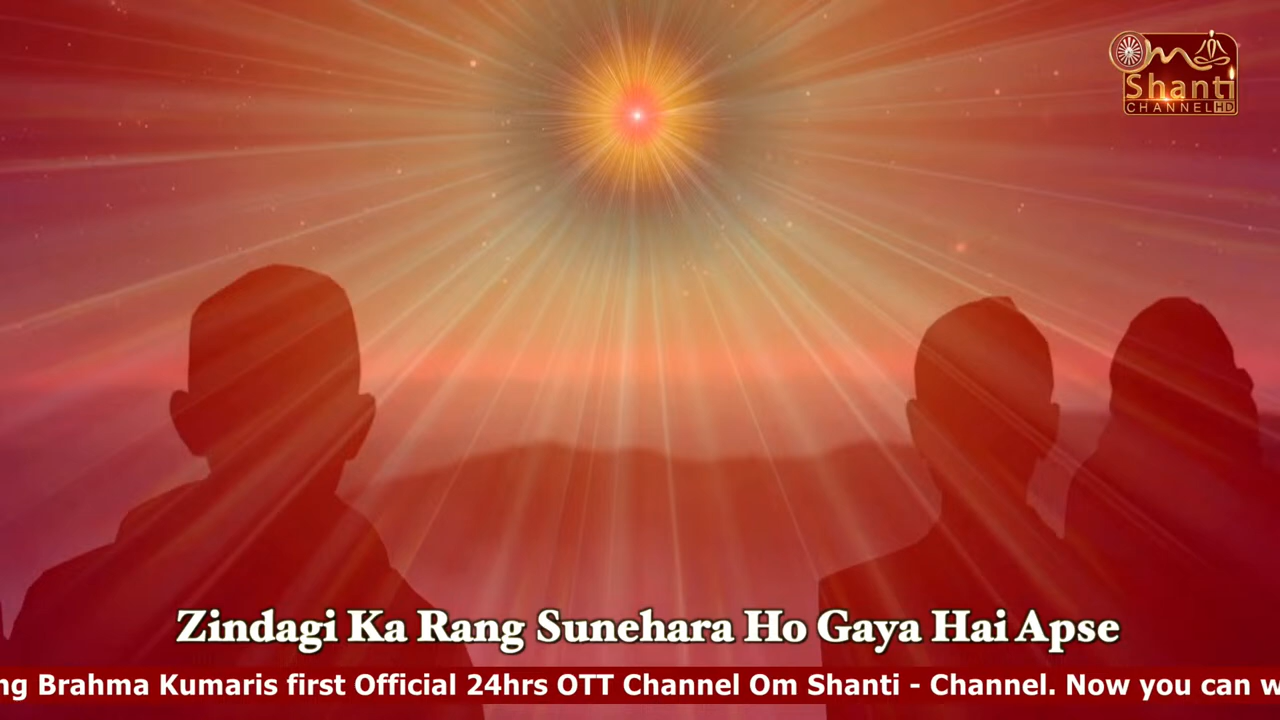 Om
Shanti
CHANNEL HD
Zindagi Ka Rang Sunehara Ho Gaya Hai Apse
Brahma Kumaris first Official 24hrs OTT Channel Om Shanti - Channel. Now you can